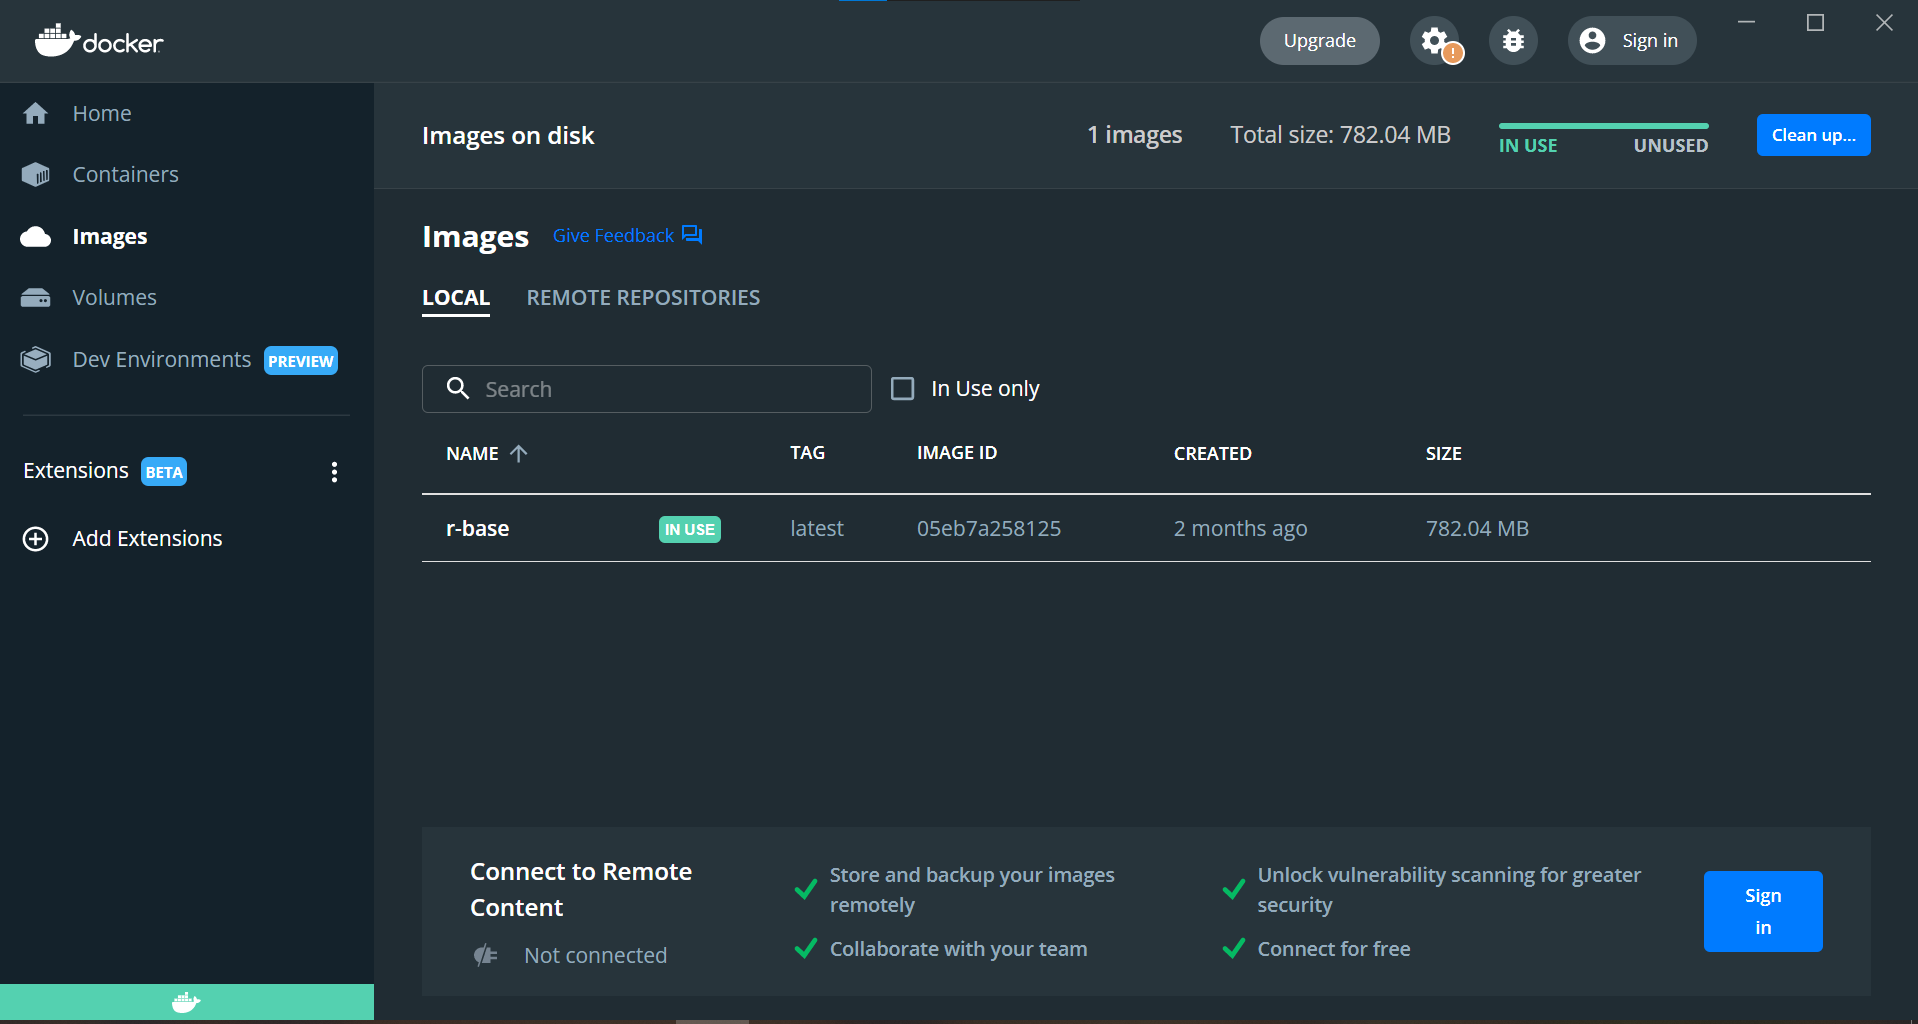 docker
Upgrade
Sign in
Home
Containers
Images
Volumes
Dev Environments PREVIEW
Extensions BETA
Add Extensions
Images on disk
1 images
Total size: 782.04 MB
IN USE
UNUSED
Clean up...
Images
Give Feedback
LOCAL
REMOTE REPOSITORIES
Search
In Use only
NAME
TAG
IMAGE ID
CREATED
SIZE
r-base
IN USE
latest
05eb7a258125
2 months ago
782.04 MB
Connect to Remote
Content
Not connected
Store and backup your images
remotely
Collaborate with your team
Unlock vulnerability scanning for greater
security
Connect for free
Sign
in